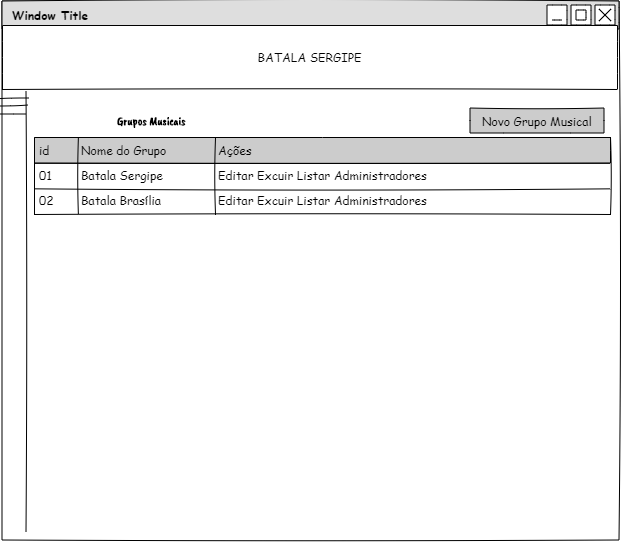 Window Title
BATALA SERGIPE
Grupos Musicais
Novo Grupo Musical
id Nome do Grupo Ações
01 Batala Sergipe Editar Excuir Listar Administradores
02 Batala Brasília Editar Excuir Listar Administradores